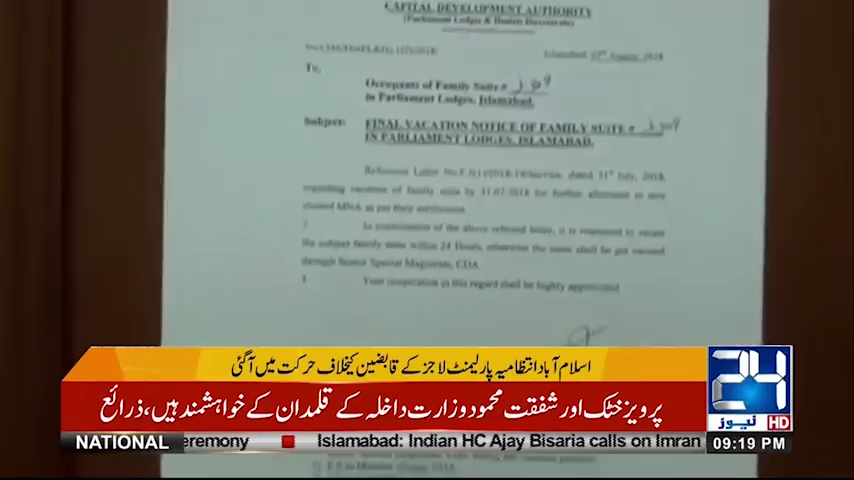 CAPITAL DEVELOPMENT AUTHORITY
(Parliament Lodges & Hostels Directorate)
Islamabad, August, 2018
To,
Occupants of Family Suite #
in Parliament Lodges, Islamabad.
Subject: FINAL VACATION NOTICE OF FAMILY SUITE #
IN PARLIAMENT LODGES, ISLAMABAD.
Reference Letter dated 31st July, 2018
regarding vacation of family suite by 31.07.2018 for further allotment to new
elected MNA as per their entitlement.
In continuation of the above referred letter, it is requested to vacate
the subject family suite within 24 Hours, otherwise the same shall be got vacated
through Senior Special Magistrate, CDA.
Your cooperation in this regard shall be highly appreciated
اسلام آباد انتظامیہ پارلیمنٹ لاجز کے قابضین کیخلاف حرکت میں آگئی
پرویز خٹک اور شفقت محمود وزارت داخلہ کے قلمدان کے خواہشمند ہیں، ذرائع
24
نیوز HD
NATIONAL eremony Islamabad: Indian HC Ajay Bisaria calls on Imran 09:19 PM